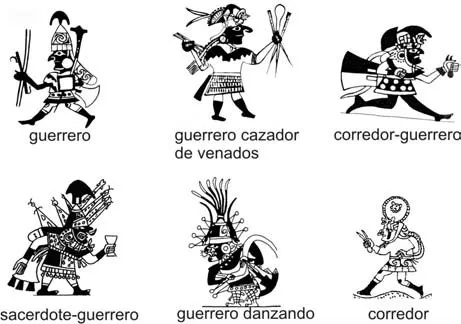 guerrero
guerrero cazador
de venados
corredor-guerrero
sacerdote-guerrero
guerrero danzando
corredor